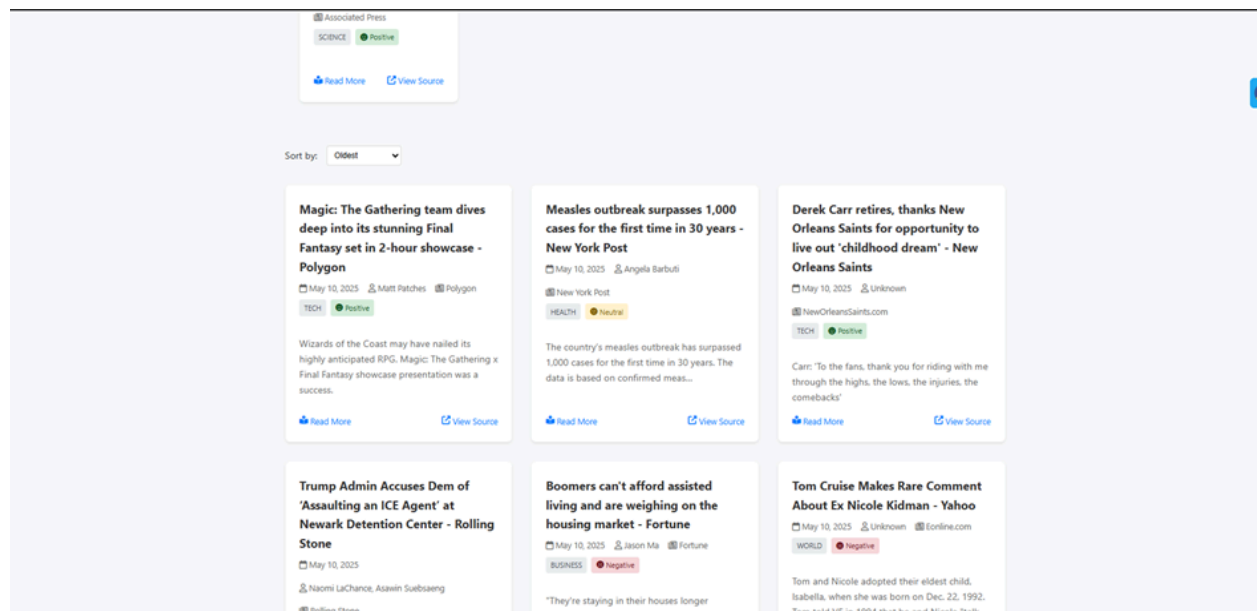 Associated Press
SCIENCE Positive
Read More View Source
Sort by: Oldest
Magic: The Gathering team dives
deep into its stunning Final
Fantasy set in 2-hour showcase -
Polygon
May 10, 2025 Matt Patches Polygon
TECH Positive
Wizards of the Coast may have nailed its
highly anticipated RPG. Magic: The Gathering x
Final Fantasy showcase presentation was a
success.
Read More View Source
Measles outbreak surpasses 1,000
cases for the first time in 30 years -
New York Post
May 10, 2025 Angela Barbuti
New York Post
HEALTH Neutral
The country's measles outbreak has surpassed
1,000 cases for the first time in 30 years. The
data is based on confirmed meas...
Read More View Source
Derek Carr retires, thanks New
Orleans Saints for opportunity to
live out 'childhood dream' - New
Orleans Saints
May 10, 2025 Unknown
NewOrleansSaints.com
TECH Positive
Carr: 'To the fans, thank you for riding with me
through the highs, the lows, the injuries, the
comebacks'
Read More View Source
Trump Admin Accuses Dem of
'Assaulting an ICE Agent' at
Newark Detention Center - Rolling
Stone
May 10, 2025
Naomi LaChance, Asawin Suebsaeng
Rolling Stone
Boomers can't afford assisted
living and are weighing on the
housing market - Fortune
May 10, 2025 Jason Ma Fortune
BUSINESS Negative
"They're staying in their houses longer
Tom Cruise Makes Rare Comment
About Ex Nicole Kidman - Yahoo
May 10, 2025 Unknown Eonline.com
WORLD Negative
Tom and Nicole adopted their eldest child,
Isabella, when she was born on Dec. 22, 1992.